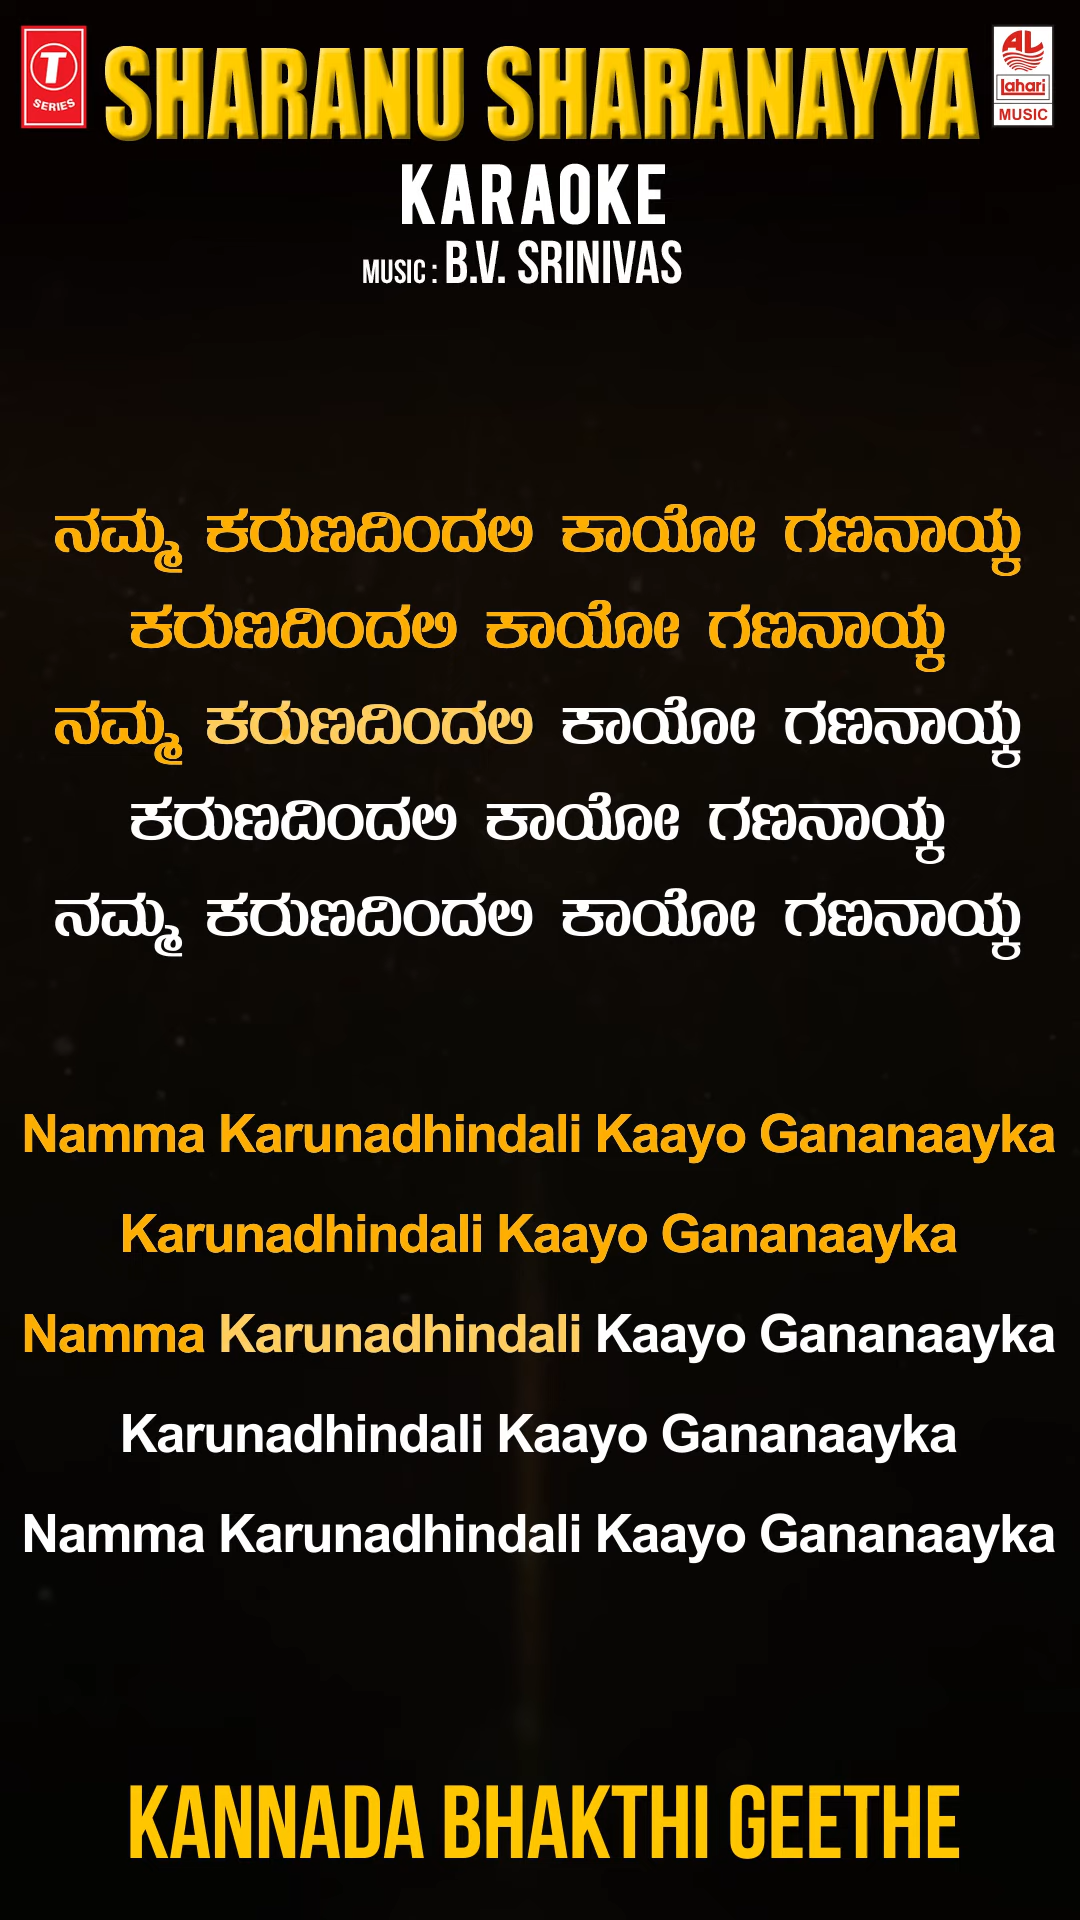 T
SERIES
SHARANU SHARANAYYA
AL
lahari
MUSIC
KARAOKE
MUSIC : B.V. SRINIVAS
ನಮ್ಮ ಕರುಣದಿಂದಲಿ ಕಾಯೋ ಗಣನಾಯ್ಕ
ಕರುಣದಿಂದಲಿ ಕಾಯೋ ಗಣನಾಯ್ಕ
ನಮ್ಮ ಕರುಣದಿಂದಲಿ ಕಾಯೋ ಗಣನಾಯ್ಕ
ಕರುಣದಿಂದಲಿ ಕಾಯೋ ಗಣನಾಯ್ಕ
ನಮ್ಮ ಕರುಣದಿಂದಲಿ ಕಾಯೋ ಗಣನಾಯ್ಕ
Namma Karunadhindali Kaayo Gananaayka
Karunadhindali Kaayo Gananaayka
Namma Karunadhindali Kaayo Gananaayka
Karunadhindali Kaayo Gananaayka
Namma Karunadhindali Kaayo Gananaayka
KANNADA BHAKTHI GEETHE